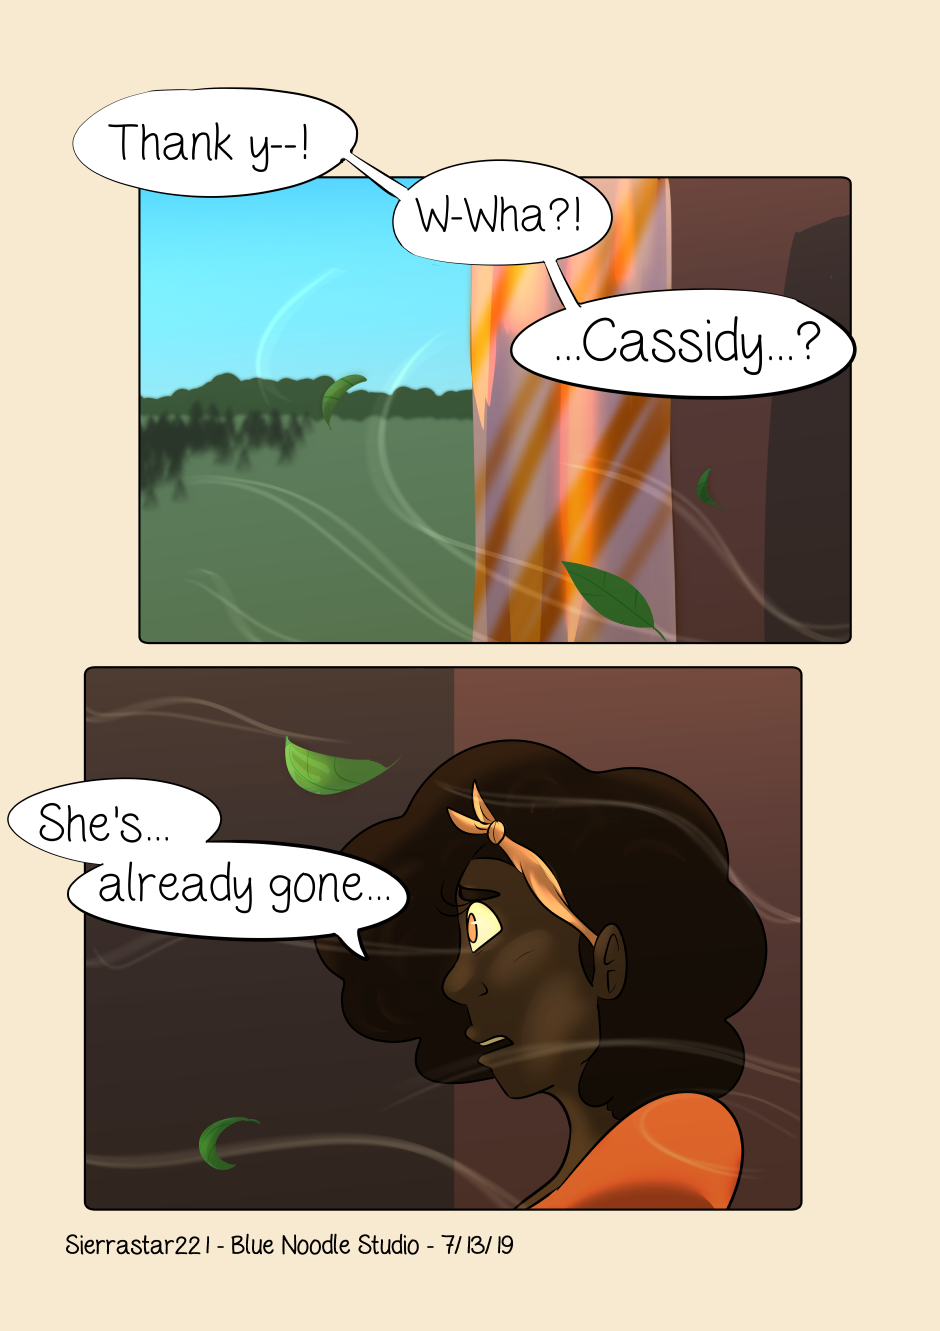 Thank y--!
W-Wha?!
...Cassidy...?
She's...
already gone...
Sierrastar221 - Blue Noodle Studio - 7/13/19